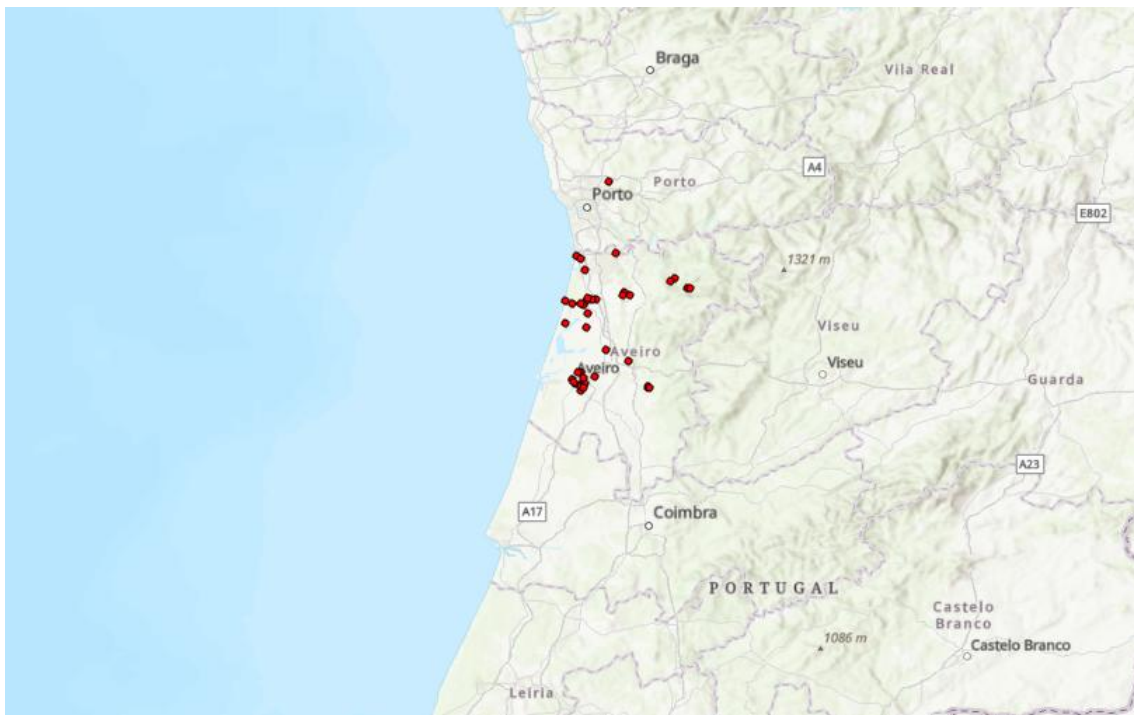 Braga
Vila Real
A4
Porto
Porto
E802
1321 m
Viseu
Aveiro
Aveiro
Viseu
Guarda
A23
A17
Coimbra
PORTUGAL
Castelo
Branco
1086 m
Castelo Branco
Leiria